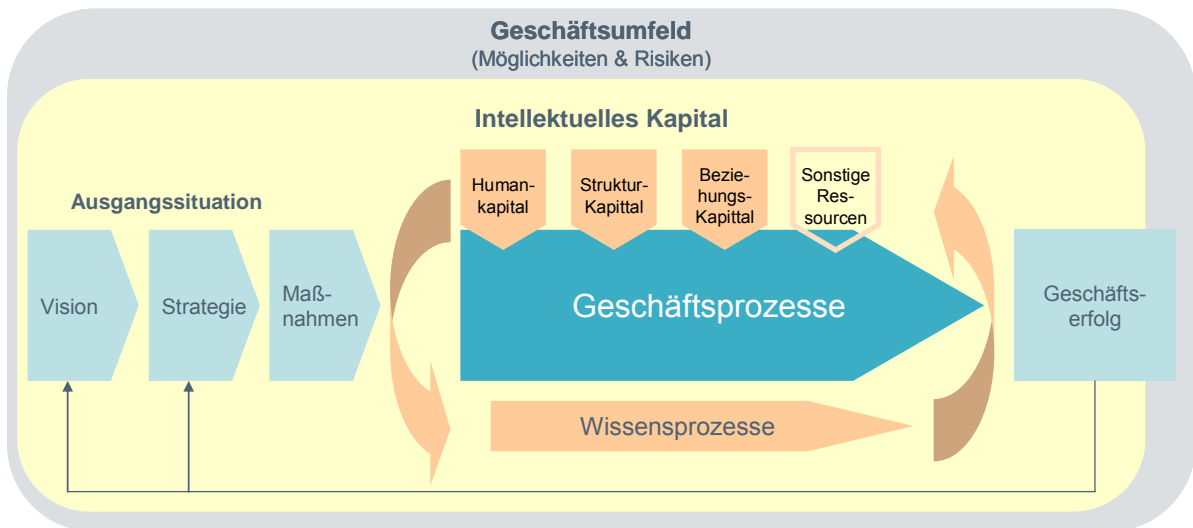 Geschäftsumfeld
(Möglichkeiten & Risiken)
Intellektuelles Kapital
Human-
kapital
Struktur-
Kapittal
Bezie-
hungs-
Kapittal
Sonstige
Res-
sourcen
Ausgangssituation
Vision
Strategie
Maß-
nahmen
Geschäftsprozesse
Geschäfts-
erfolg
Wissensprozesse